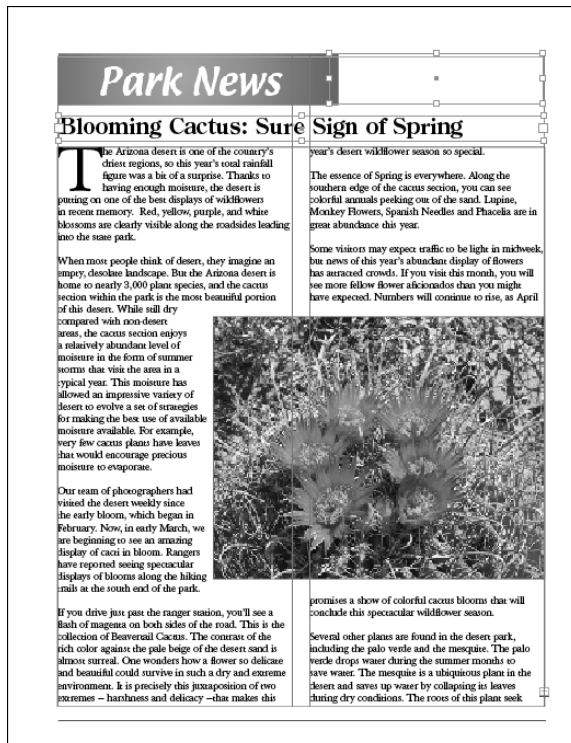 Park News
Blooming Cactus: Sure Sign of Spring
The Arizona desert is one of the country's
driest regions, so this year's total rainfall
figure was a bit of a surprise. Thanks to
having enough moisture, the desert is
putting on one of the best displays of wildflowers
in recent memory.  Red, yellow, purple, and white
blossoms are clearly visible along the roadsides leading
into the state park.
When most people think of desert, they imagine an
empty, desolate landscape. But the Arizona desert is
home to nearly 3,000 plant species, and the cactus
section within the park is the most beautiful portion
of this desert. While still dry
compared with non-desert
areas, the cactus section enjoys
a relatively abundant level of
moisture in the form of summer
storms that visit the area in a
typical year. This moisture has
allowed an impressive variety of
desert to evolve a set of strategies
for making the best use of available
moisture available. For example,
very few cactus plants have leaves
that would encourage precious
moisture to evaporate.
Our team of photographers had
visited the desert weekly since
the early bloom, which began in
February. Now, in early March, we
are beginning to see an amazing
display of cacti in bloom. Rangers
have reported seeing spectacular
displays of blooms along the hiking
trails at the south end of the park.
If you drive just past the ranger station, you'll see a
flash of magenta on both sides of the road. This is the
collection of Beavertail Cactus. The contrast of the
rich color against the pale beige of the desert sand is
almost surreal. One wonders how a flower so delicate
and beautiful could survive in such a dry and extreme
environment. It is precisely this juxtaposition of two
extremes – harshness and delicacy –that makes this
year's desert wildflower season so special.
The essence of Spring is everywhere. Along the
southern edge of the cactus section, you can see
colorful annuals peeking out of the sand. Lupine,
Monkey Flowers, Spanish Needles and Phacelia are in
great abundance this year.
Some visitors may expect traffic to be light in midweek,
but news of this year's abundant display of flowers
has attracted crowds. If you visit this month, you will
see more fellow flower aficionados than you might
have expected. Numbers will continue to rise, as April
promises a show of colorful cactus blooms that will
conclude this spectacular wildflower season.
Several other plants are found in the desert park,
including the palo verde and the mesquite. The palo
verde drops water during the summer months to
save water. The mesquite is a ubiquitous plant in the
desert and saves up water by collapsing its leaves
during dry conditions. The roots of this plant seek